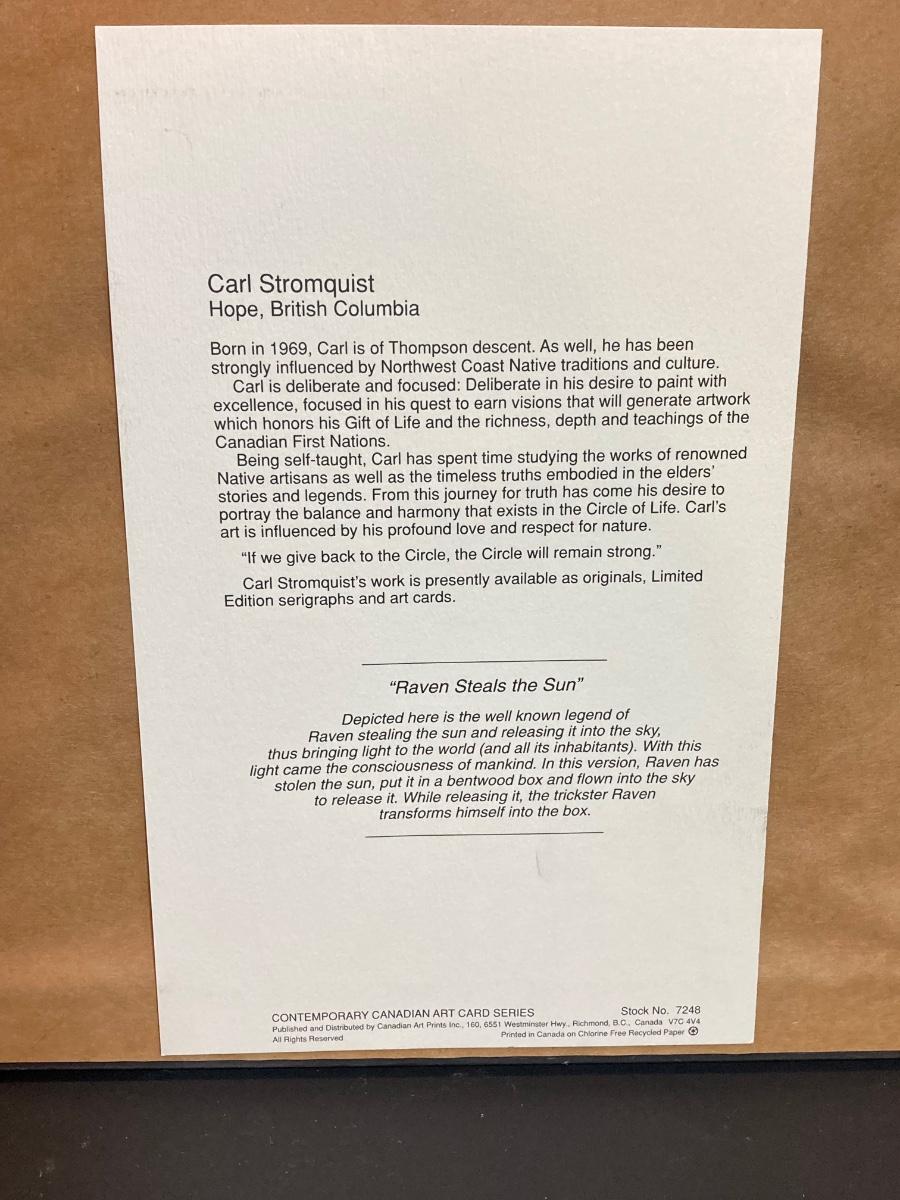 Carl Stromquist
Hope, British Columbia
Born in 1969, Carl is of Thompson descent. As well, he has been
strongly influenced by Northwest Coast Native traditions and culture.
Carl is deliberate and focused: Deliberate in his desire to paint with
excellence, focused in his quest to earn visions that will generate artwork
which honors his Gift of Life and the richness, depth and teachings of the
Canadian First Nations.
Being self-taught, Carl has spent time studying the works of renowned
Native artisans as well as the timeless truths embodied in the elders'
stories and legends. From this journey for truth has come his desire to
portray the balance and harmony that exists in the Circle of Life. Carl's
art is influenced by his profound love and respect for nature.
“If we give back to the Circle, the Circle will remain strong.”
Carl Stromquist's work is presently available as originals, Limited
Edition serigraphs and art cards.
“Raven Steals the Sun”
Depicted here is the well known legend of
Raven stealing the sun and releasing it into the sky,
thus bringing light to the world (and all its inhabitants). With this
light came the consciousness of mankind. In this version, Raven has
stolen the sun, put it in a bentwood box and flown into the sky
to release it. While releasing it, the trickster Raven
transforms himself into the box.
CONTEMPORARY CANADIAN ART CARD SERIES Stock No. 7248
Published and Distributed by Canadian Art Prints Inc., 160, 6551 Westminster Hwy., Richmond, B.C., Canada V7C 4V4
All Rights Reserved Printed in Canada on Chlorine Free Recycled Paper